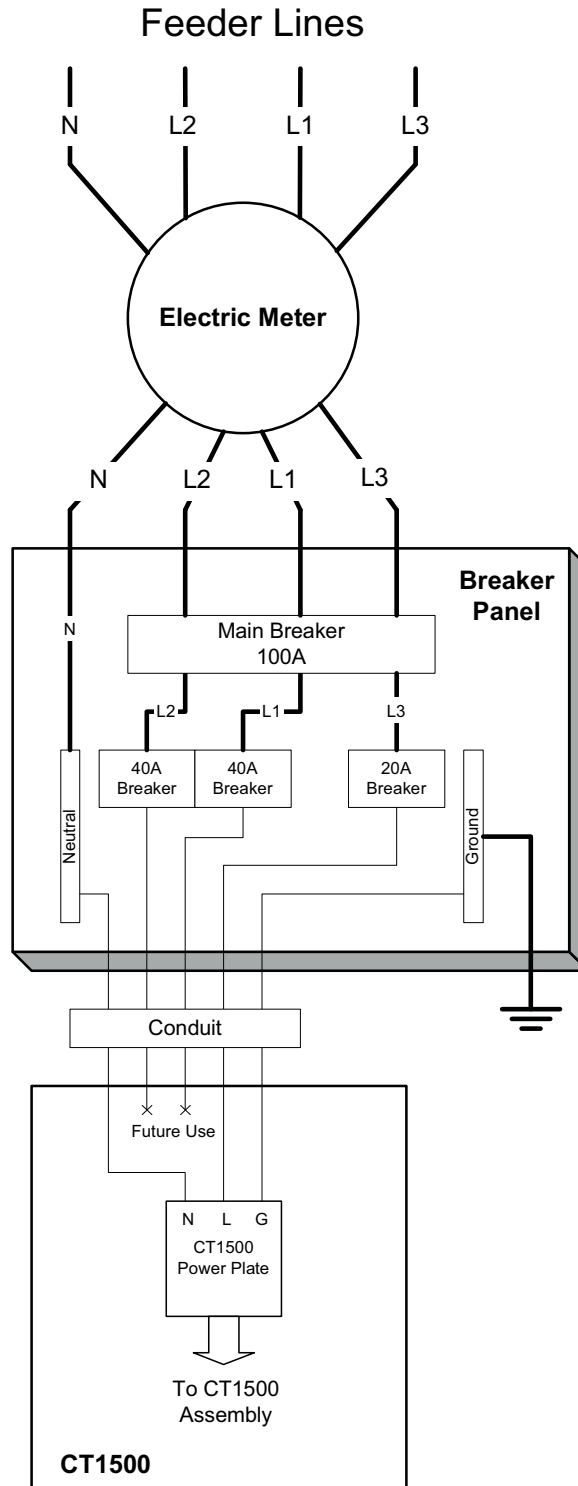 Feeder Lines
N L2 L1 L3
Electric Meter
N L2 L1 L3
Breaker
Panel
N
Main Breaker
100A
L2 L1 L3
40A
Breaker
40A
Breaker
20A
Breaker
Neutral
Ground
Conduit
Future Use
N L G
CT1500
Power Plate
To CT1500
Assembly
CT1500